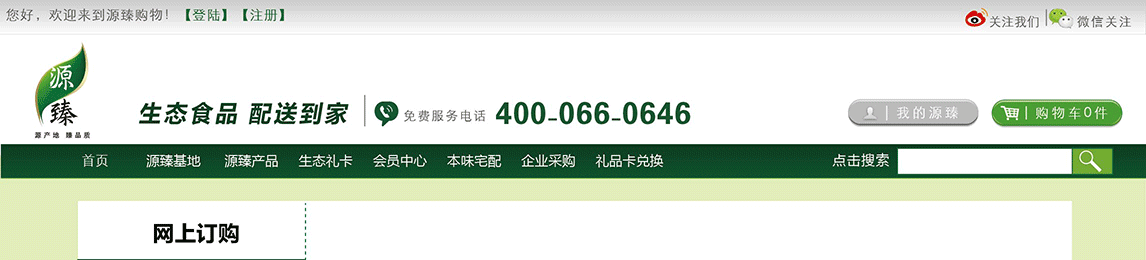 您好，欢迎来到源臻购物！【登陆】【注册】
关注我们 微信关注
源臻
源产地 臻品质
生态食品 配送到家 免费服务电话 400-066-0646
我的源臻 购物车0件
首页 源臻基地 源臻产品 生态礼卡 会员中心 本味宅配 企业采购 礼品卡兑换 点击搜索
网上订购